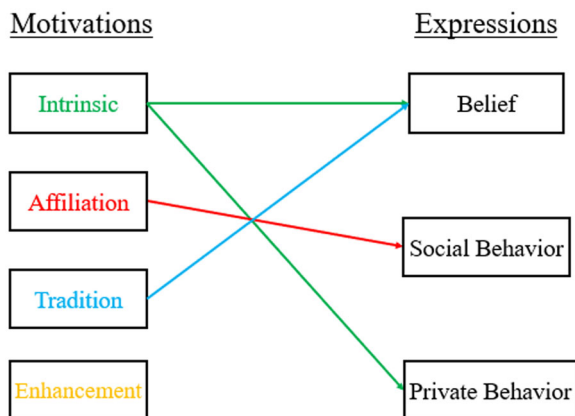 Motivations
Expressions
Intrinsic
Belief
Affiliation
Social Behavior
Tradition
Enhancement
Private Behavior